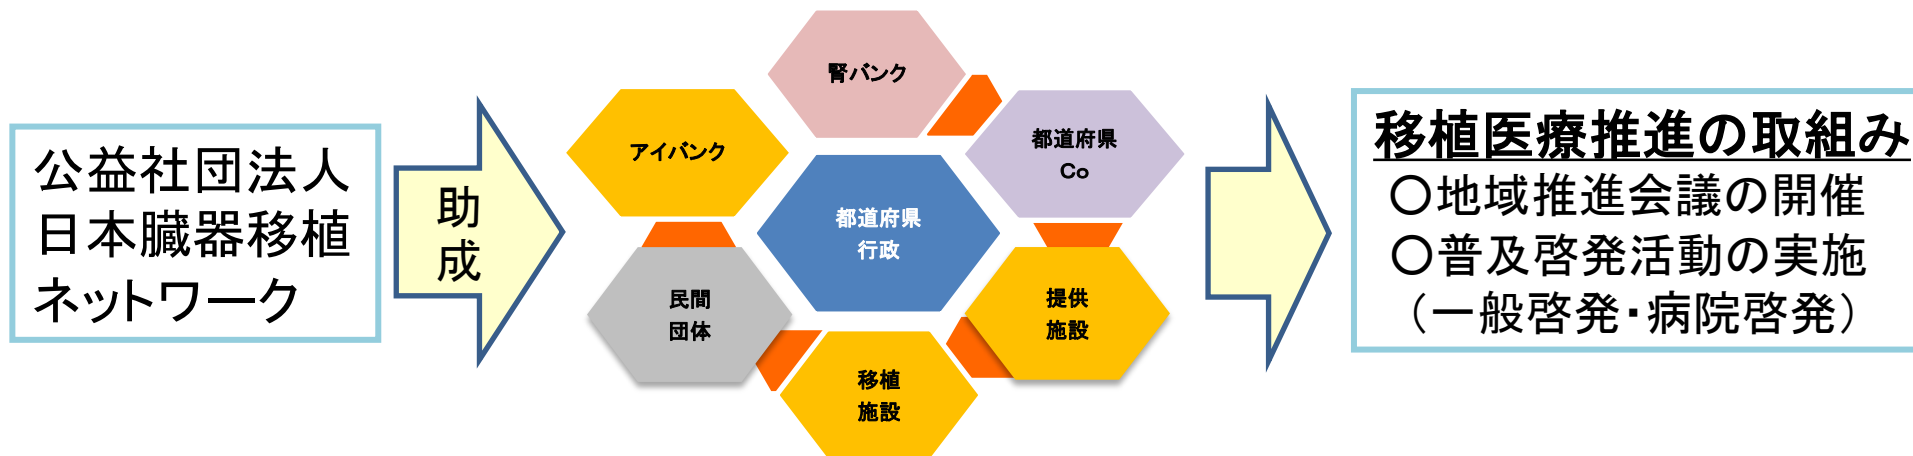 公益社団法人
日本臓器移植
ネットワーク
助
成
腎バンク
アイバンク
都道府県
Co
都道府県
行政
民間
団体
提供
施設
移植
施設
移植医療推進の取組み
○地域推進会議の開催
○普及啓発活動の実施
（一般啓発・病院啓発）